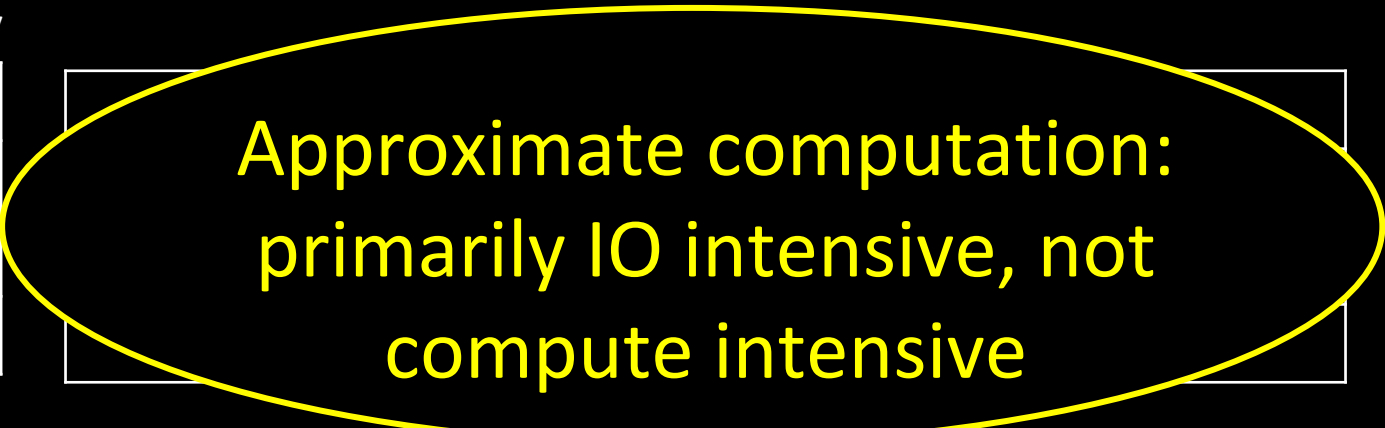 Approximate computation:
primarily IO intensive, not
compute intensive